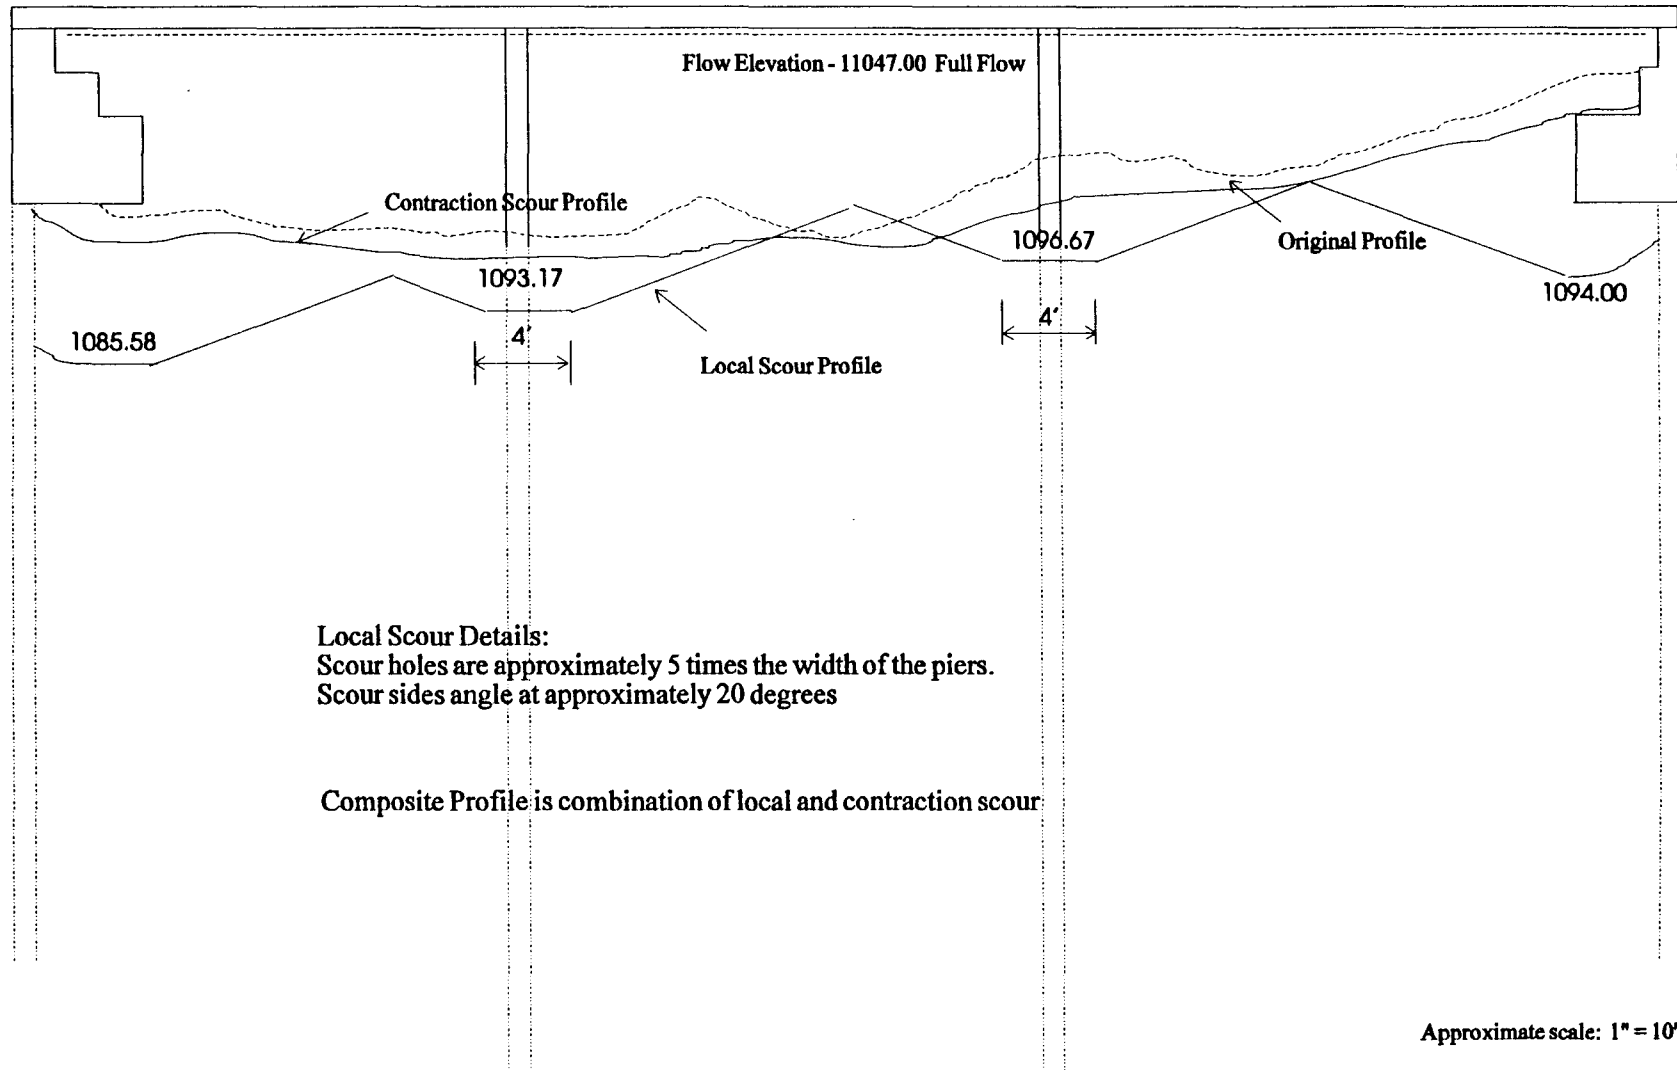 Flow Elevation - 11047.00 Full Flow
Contraction Scour Profile
1096.67
Original Profile
1093.17
1094.00
4'
4'
1085.58
Local Scour Profile
Local Scour Details:
Scour holes are approximately 5 times the width of the piers.
Scour sides angle at approximately 20 degrees
Composite Profile is combination of local and contraction scour
Approximate scale: 1" = 10'